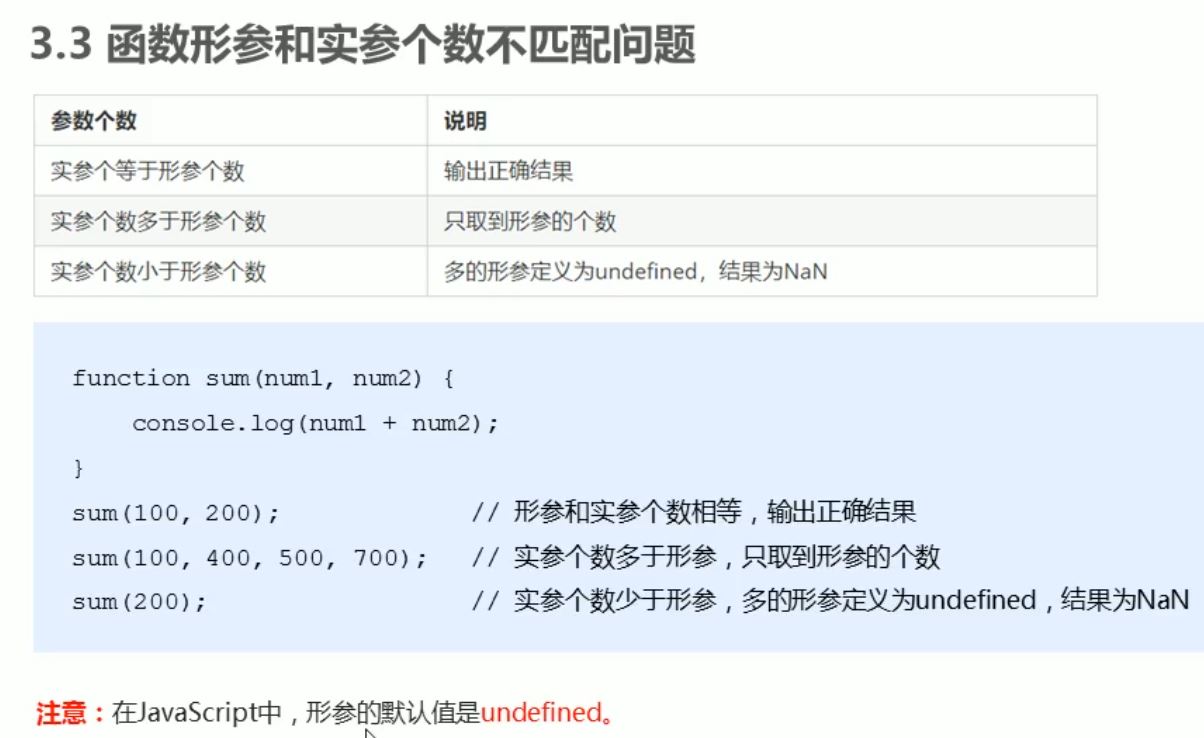 3.3 函数形参和实参个数不匹配问题
参数个数 说明
实参个等于形参个数 输出正确结果
实参个数多于形参个数 只取到形参的个数
实参个数小于形参个数 多的形参定义为undefined，结果为NaN
function sum(num1, num2) {
    console.log(num1 + num2);
}
sum(100, 200); // 形参和实参个数相等，输出正确结果
sum(100, 400, 500, 700); // 实参个数多于形参，只取到形参的个数
sum(200); // 实参个数少于形参，多的形参定义为undefined，结果为NaN
注意：在JavaScript中，形参的默认值是undefined。